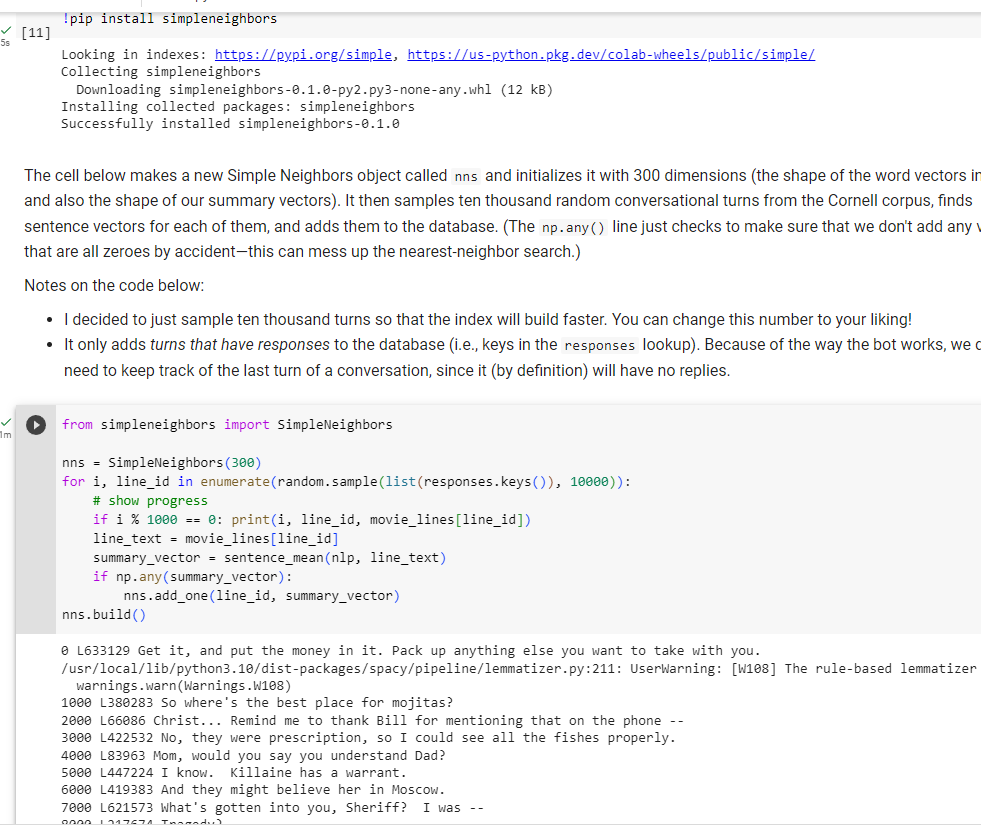 !pip install simpleneighbors
[11]
5s
Looking in indexes: https://pypi.org/simple, https://us-python.pkg.dev/colab-wheels/public/simple/
Collecting simpleneighbors
  Downloading simpleneighbors-0.1.0-py2.py3-none-any.whl (12 kB)
Installing collected packages: simpleneighbors
Successfully installed simpleneighbors-0.1.0
The cell below makes a new Simple Neighbors object called nns and initializes it with 300 dimensions (the shape of the word vectors in
and also the shape of our summary vectors). It then samples ten thousand random conversational turns from the Cornell corpus, finds
sentence vectors for each of them, and adds them to the database. (The np.any() line just checks to make sure that we don't add any
that are all zeroes by accident—this can mess up the nearest-neighbor search.)
Notes on the code below:
• I decided to just sample ten thousand turns so that the index will build faster. You can change this number to your liking!
• It only adds turns that have responses to the database (i.e., keys in the responses lookup). Because of the way the bot works, we
need to keep track of the last turn of a conversation, since it (by definition) will have no replies.
1m
from simpleneighbors import SimpleNeighbors
nns = SimpleNeighbors(300)
for i, line_id in enumerate(random.sample(list(responses.keys()), 10000)):
    # show progress
    if i % 1000 == 0: print(i, line_id, movie_lines[line_id])
    line_text = movie_lines[line_id]
    summary_vector = sentence_mean(nlp, line_text)
    if np.any(summary_vector):
        nns.add_one(line_id, summary_vector)
nns.build()
0 L633129 Get it, and put the money in it. Pack up anything else you want to take with you.
/usr/local/lib/python3.10/dist-packages/spacy/pipeline/lemmatizer.py:211: UserWarning: [W108] The rule-based lemmatizer
  warnings.warn(Warnings.W108)
1000 L380283 So where's the best place for mojitas?
2000 L66086 Christ... Remind me to thank Bill for mentioning that on the phone --
3000 L422532 No, they were prescription, so I could see all the fishes properly.
4000 L83963 Mom, would you say you understand Dad?
5000 L447224 I know.  Killaine has a warrant.
6000 L419383 And they might believe her in Moscow.
7000 L621573 What's gotten into you, Sheriff?  I was --